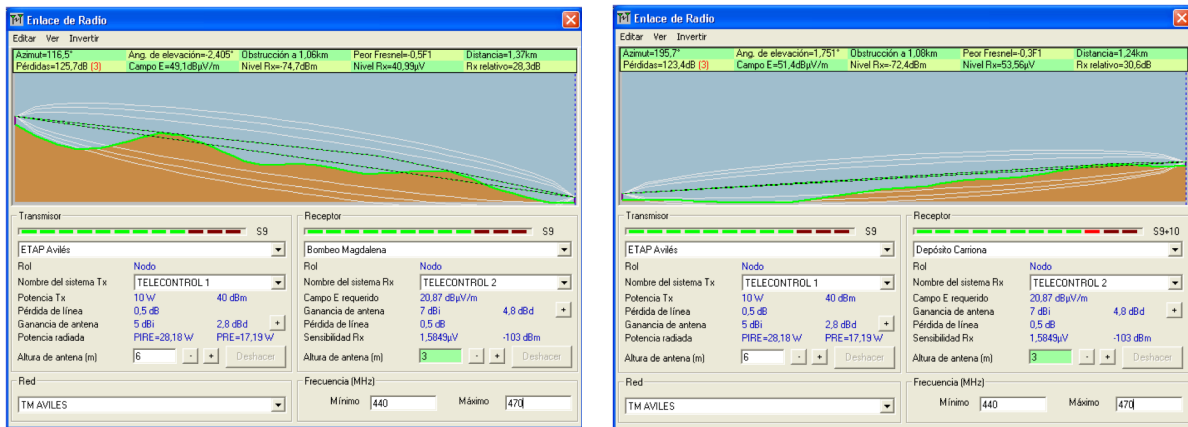 Enlace de Radio
Editar Ver Invertir
Azimut=116,5° Ang. de elevación=-2,405° Obstrucción a 1,06km Peor Fresnel=-0,5F1 Distancia=1,37km
Pérdidas=125,7dB (3) Campo E=49,1dBµV/m Nivel Rx=-74,7dBm Nivel Rx=40,99µV Rx relativo=28,3dB
Transmisor
S9
ETAP Avilés
Rol Nodo
Nombre del sistema Tx TELECONTROL 1
Potencia Tx 10 W 40 dBm
Pérdida de línea 0,5 dB
Ganancia de antena 5 dBi 2,8 dBd +
Potencia radiada PIRE=28,18 W PRE=17,19 W
Altura de antena (m) 6 - + Deshacer
Red
TM AVILES
Receptor
S9
Bombeo Magdalena
Rol Nodo
Nombre del sistema Rx TELECONTROL 2
Campo E requerido 20,87 dBµV/m
Ganancia de antena 7 dBi 4,8 dBd +
Pérdida de línea 0,5 dB
Sensibilidad Rx 1,5849µV -103 dBm
Altura de antena (m) 3 - + Deshacer
Frecuencia (MHz)
Mínimo 440 Máximo 470
Enlace de Radio
Editar Ver Invertir
Azimut=195,7° Ang. de elevación=1,751° Obstrucción a 1,08km Peor Fresnel=-0,3F1 Distancia=1,24km
Pérdidas=123,4dB (3) Campo E=51,4dBµV/m Nivel Rx=-72,4dBm Nivel Rx=53,56µV Rx relativo=30,6dB
Transmisor
S9
ETAP Avilés
Rol Nodo
Nombre del sistema Tx TELECONTROL 1
Potencia Tx 10 W 40 dBm
Pérdida de línea 0,5 dB
Ganancia de antena 5 dBi 2,8 dBd +
Potencia radiada PIRE=28,18 W PRE=17,19 W
Altura de antena (m) 6 - + Deshacer
Red
TM AVILES
Receptor
S9+10
Depósito Carriona
Rol Nodo
Nombre del sistema Rx TELECONTROL 2
Campo E requerido 20,87 dBµV/m
Ganancia de antena 7 dBi 4,8 dBd +
Pérdida de línea 0,5 dB
Sensibilidad Rx 1,5849µV -103 dBm
Altura de antena (m) 3 - + Deshacer
Frecuencia (MHz)
Mínimo 440 Máximo 470